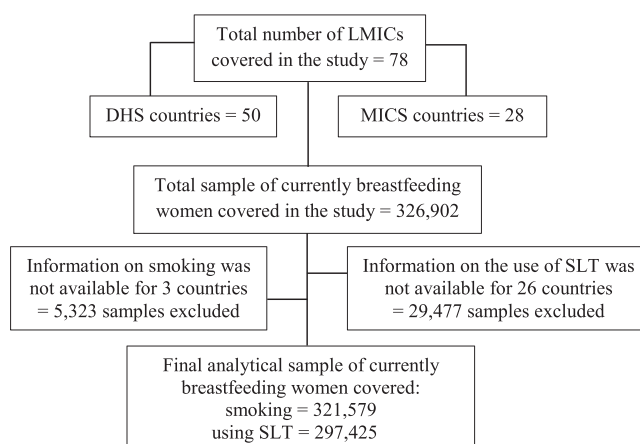 Total number of LMICs
covered in the study = 78
DHS countries = 50
MICS countries = 28
Total sample of currently breastfeeding
women covered in the study = 326,902
Information on smoking was
not available for 3 countries
= 5,323 samples excluded
Information on the use of SLT was
not available for 26 countries
= 29,477 samples excluded
Final analytical sample of currently
breastfeeding women covered:
smoking = 321,579
using SLT = 297,425